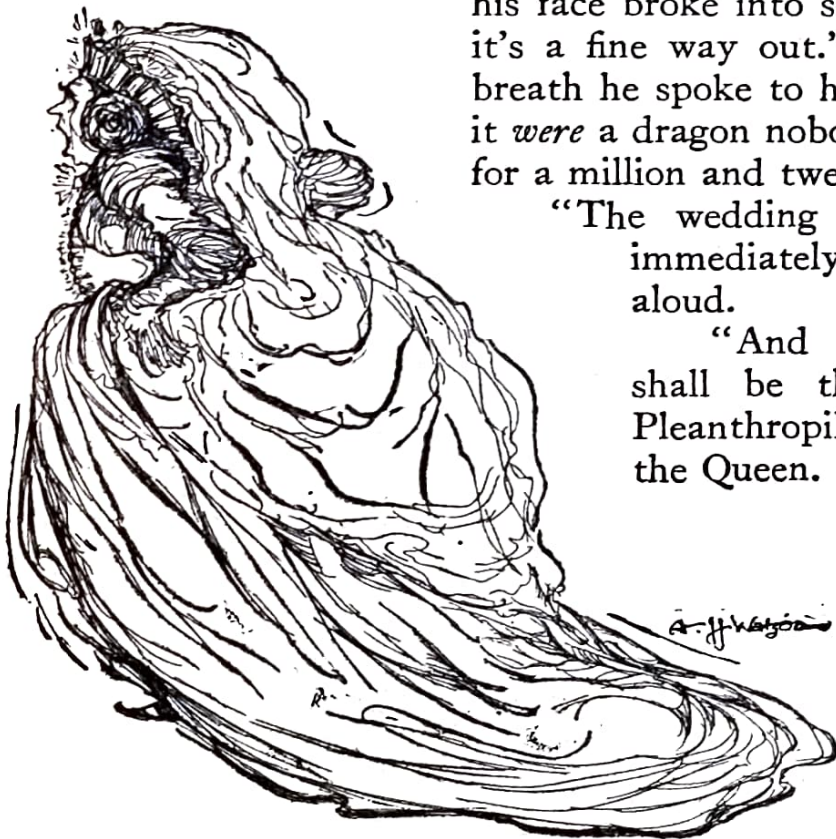 his face broke into s
it's a fine way out.'
breath he spoke to h
it were a dragon nobo
for a million and twe
“The wedding
immediately
aloud.
“And
shall be th
Pleanthropi
the Queen.
A. H. Watson